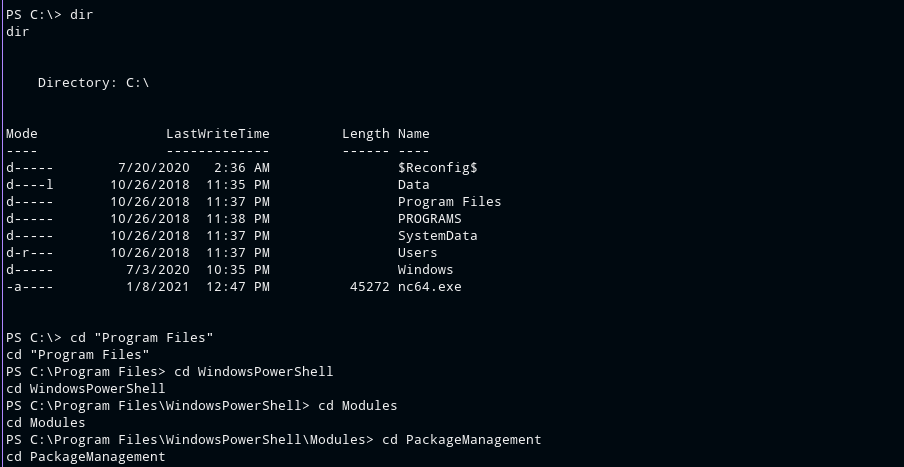 PS C:\> dir
dir
Directory: C:\
Mode                LastWriteTime         Length Name
----                -------------         ------ ----
d-----        7/20/2020   2:36 AM                $Reconfig$
d----l       10/26/2018  11:35 PM                Data
d-----       10/26/2018  11:37 PM                Program Files
d-----       10/26/2018  11:38 PM                PROGRAMS
d-----       10/26/2018  11:37 PM                SystemData
d-r---       10/26/2018  11:37 PM                Users
d-----         7/3/2020  10:35 PM                Windows
-a----         1/8/2021  12:47 PM          45272 nc64.exe
PS C:\> cd "Program Files"
cd "Program Files"
PS C:\Program Files> cd WindowsPowerShell
cd WindowsPowerShell
PS C:\Program Files\WindowsPowerShell> cd Modules
cd Modules
PS C:\Program Files\WindowsPowerShell\Modules> cd PackageManagement
cd PackageManagement